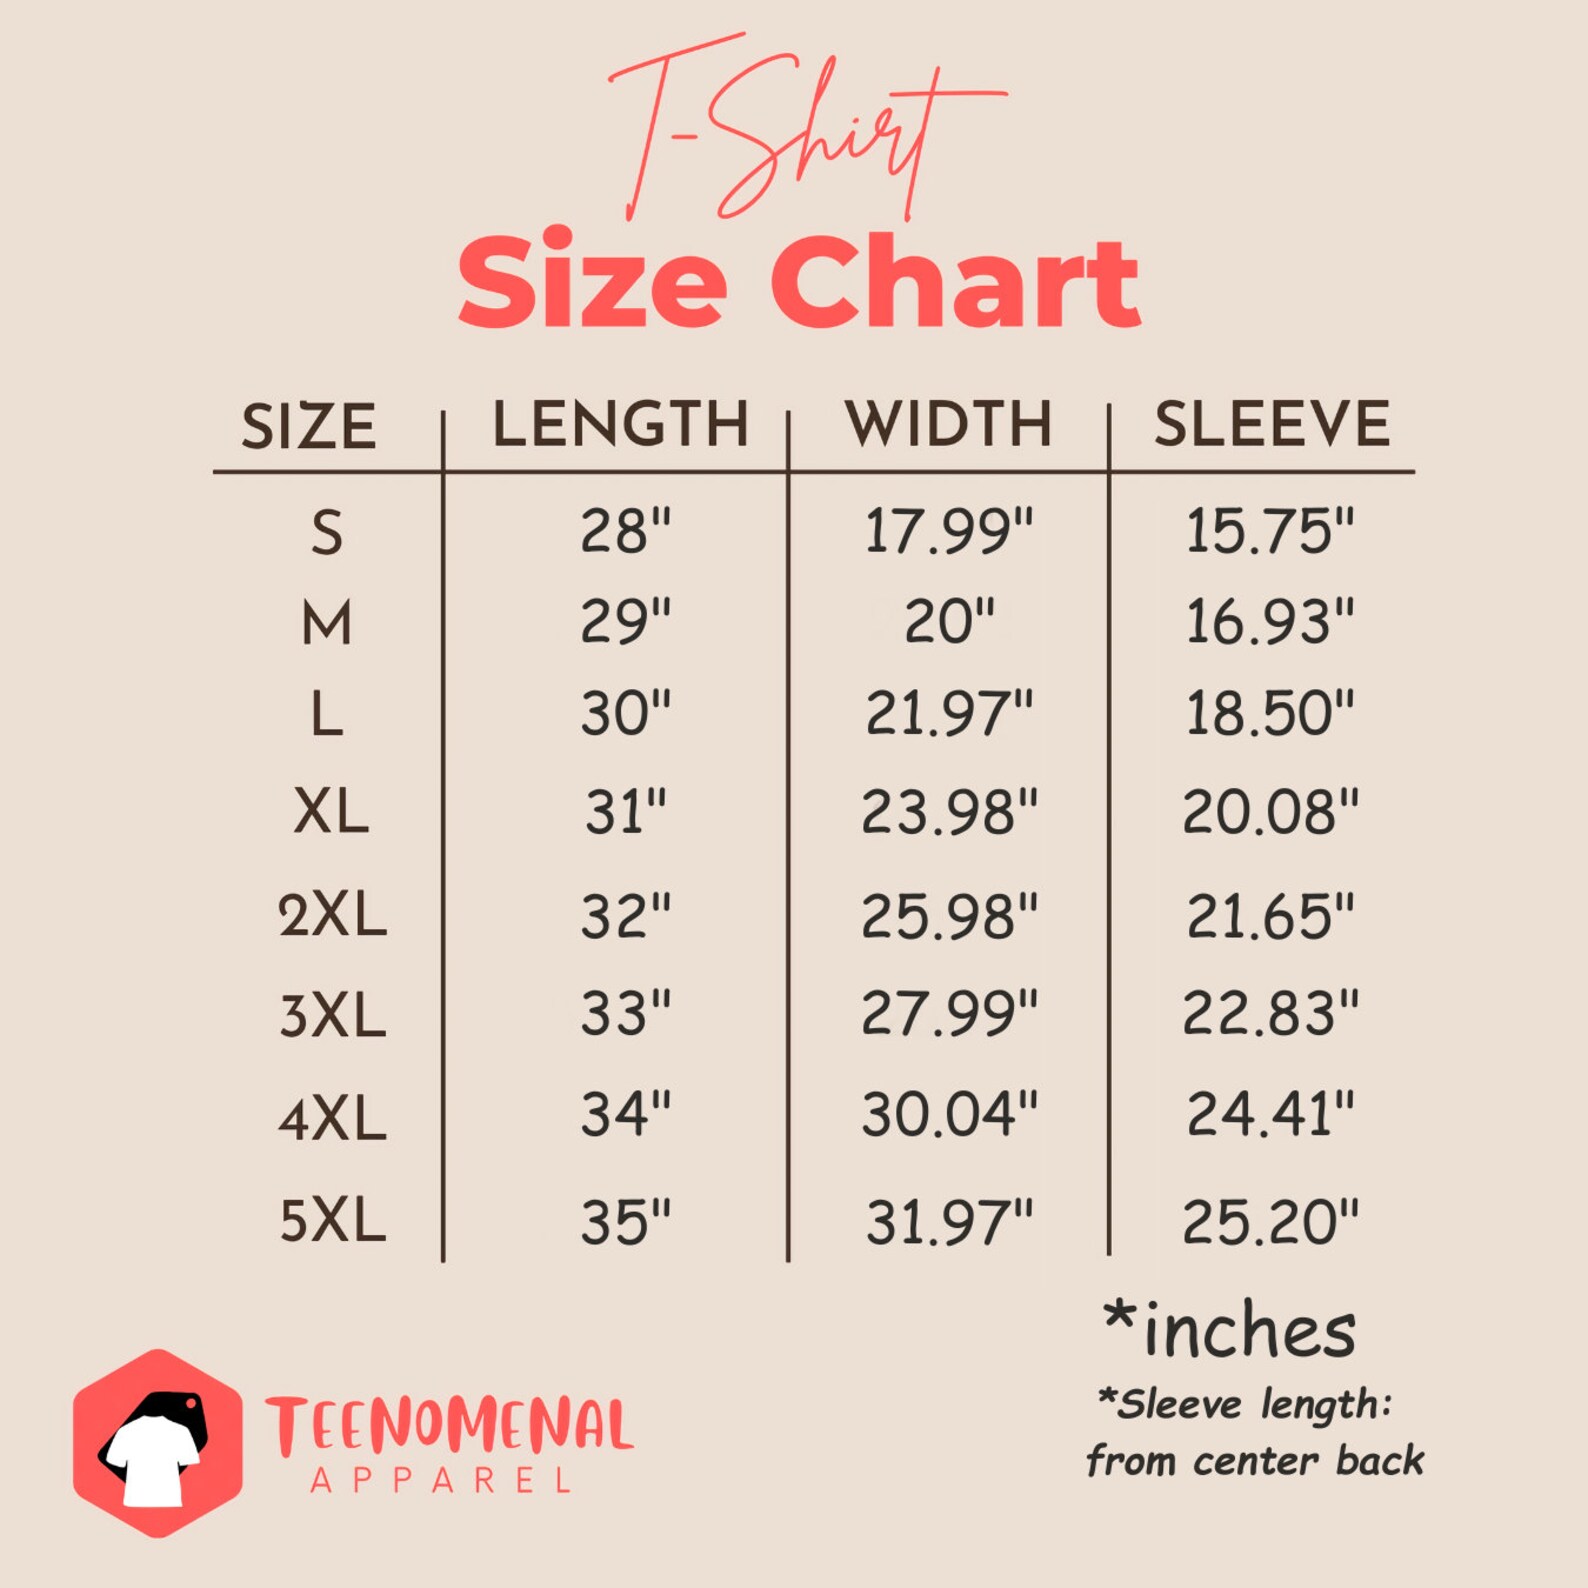 T-Shirt
Size Chart
SIZE LENGTH WIDTH SLEEVE
S 28" 17.99" 15.75"
M 29" 20" 16.93"
L 30" 21.97" 18.50"
XL 31" 23.98" 20.08"
2XL 32" 25.98" 21.65"
3XL 33" 27.99" 22.83"
4XL 34" 30.04" 24.41"
5XL 35" 31.97" 25.20"
*inches
*Sleeve length:
from center back
TEENOMENAL
APPAREL